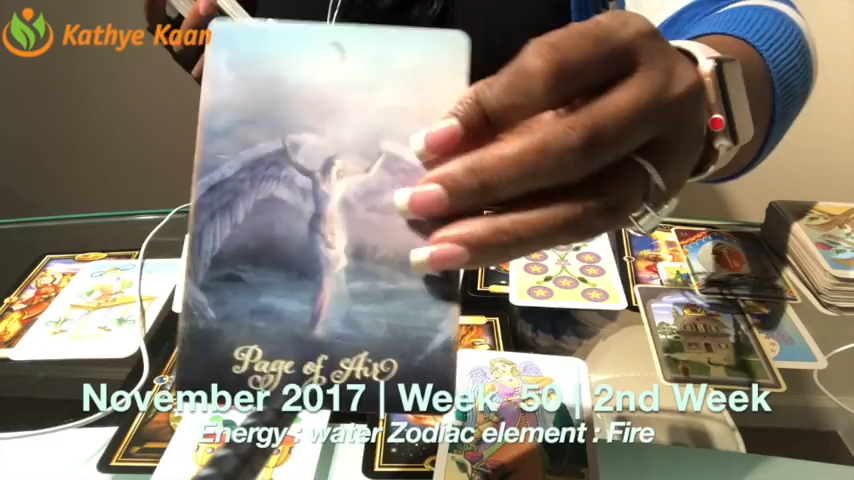 Kathye Kaan
Page of Air
November 2017 | Week 50 | 2nd Week
Energy : water Zodiac element : Fire